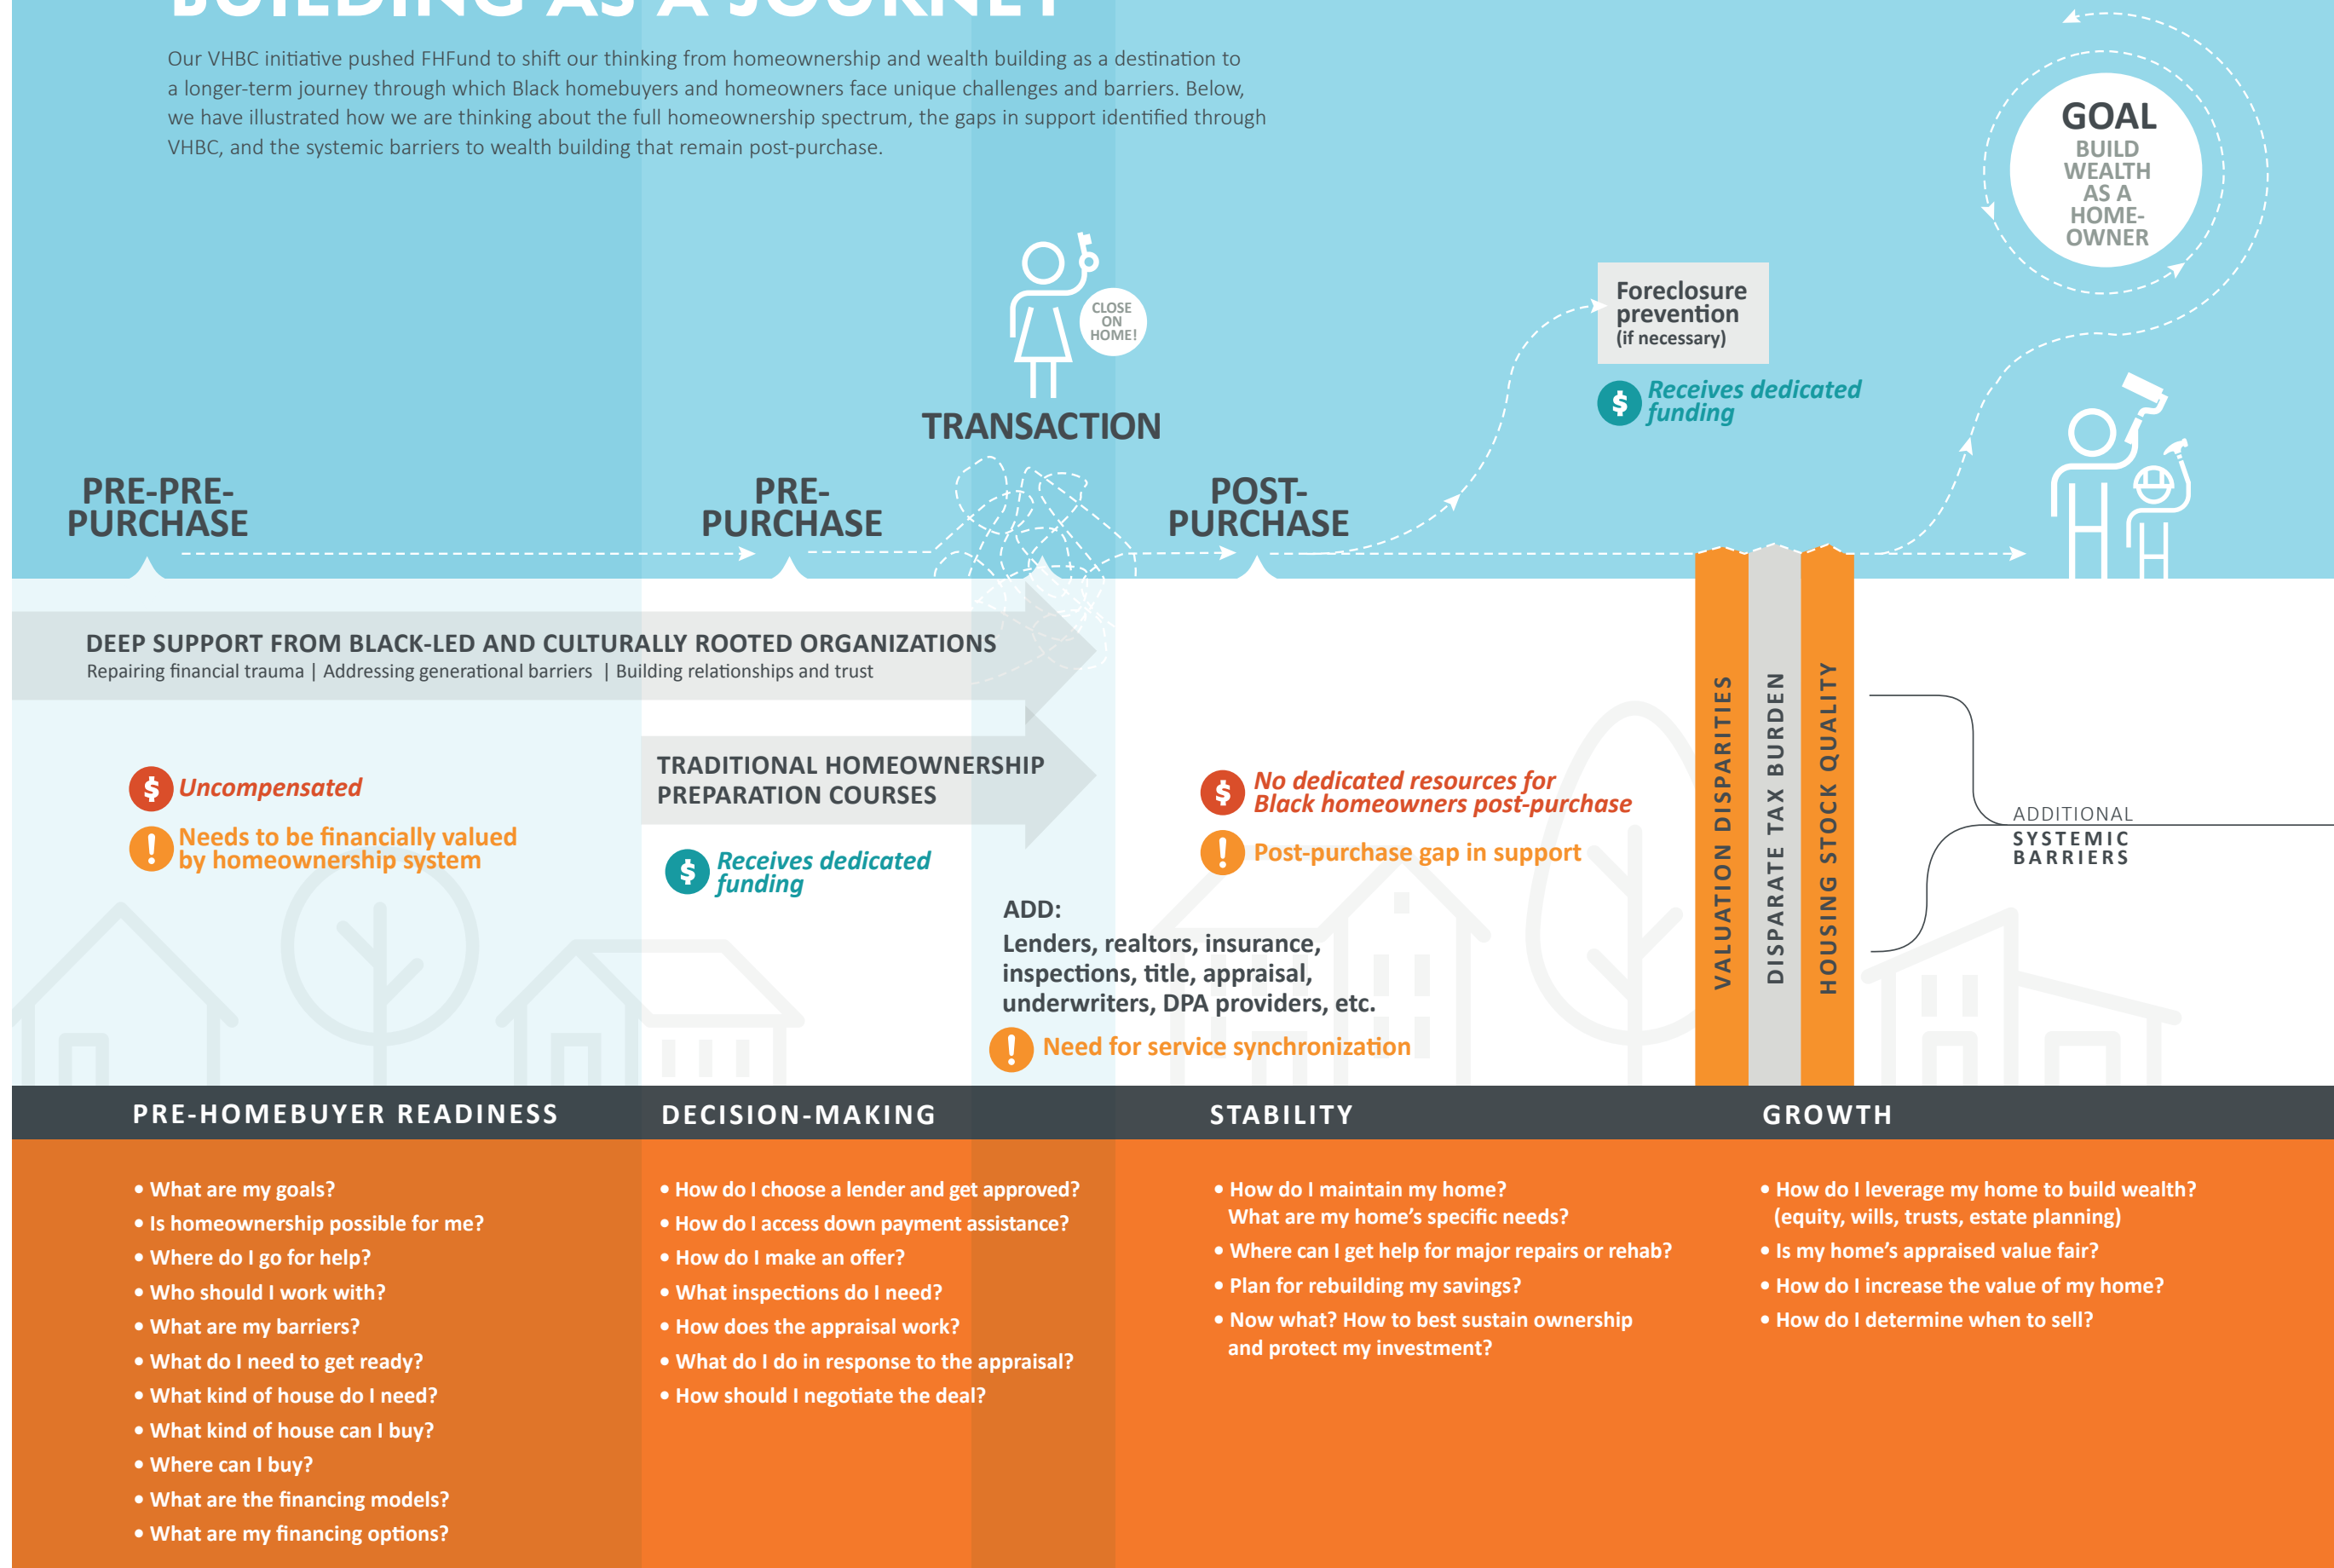 BUILDING AS A JOURNEY
Our VHBC initiative pushed FHFund to shift our thinking from homeownership and wealth building as a destination to
a longer-term journey through which Black homebuyers and homeowners face unique challenges and barriers. Below,
we have illustrated how we are thinking about the full homeownership spectrum, the gaps in support identified through
VHBC, and the systemic barriers to wealth building that remain post-purchase.
GOAL
BUILD
WEALTH
AS A
HOME-
OWNER
CLOSE
ON
HOME!
Foreclosure
prevention
(if necessary)
$ Receives dedicated
funding
TRANSACTION
PRE-PRE-
PURCHASE
PRE-
PURCHASE
POST-
PURCHASE
DEEP SUPPORT FROM BLACK-LED AND CULTURALLY ROOTED ORGANIZATIONS
Repairing financial trauma | Addressing generational barriers | Building relationships and trust
$ Uncompensated
! Needs to be financially valued
by homeownership system
TRADITIONAL HOMEOWNERSHIP
PREPARATION COURSES
$ Receives dedicated
funding
ADD:
Lenders, realtors, insurance,
inspections, title, appraisal,
underwriters, DPA providers, etc.
! Need for service synchronization
$ No dedicated resources for
Black homeowners post-purchase
! Post-purchase gap in support
VALUATION DISPARITIES
DISPARATE TAX BURDEN
HOUSING STOCK QUALITY
ADDITIONAL
SYSTEMIC
BARRIERS
PRE-HOMEBUYER READINESS
• What are my goals?
• Is homeownership possible for me?
• Where do I go for help?
• Who should I work with?
• What are my barriers?
• What do I need to get ready?
• What kind of house do I need?
• What kind of house can I buy?
• Where can I buy?
• What are the financing models?
• What are my financing options?
DECISION-MAKING
• How do I choose a lender and get approved?
• How do I access down payment assistance?
• How do I make an offer?
• What inspections do I need?
• How does the appraisal work?
• What do I do in response to the appraisal?
• How should I negotiate the deal?
STABILITY
• How do I maintain my home?
What are my home's specific needs?
• Where can I get help for major repairs or rehab?
• Plan for rebuilding my savings?
• Now what? How to best sustain ownership
and protect my investment?
GROWTH
• How do I leverage my home to build wealth?
(equity, wills, trusts, estate planning)
• Is my home's appraised value fair?
• How do I increase the value of my home?
• How do I determine when to sell?